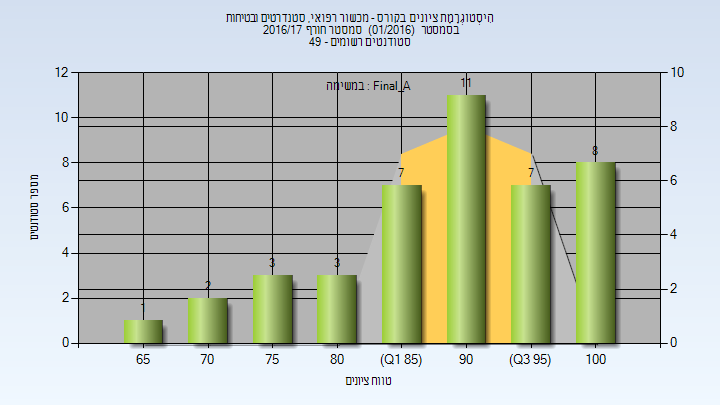 היסטוגרמת ציונים בקורס - מכשור רפואי, סטנדרטים ובטיחות
בסמסטר (01/2016) סמסטר חורף 2016/17
סטודנטים רשומים - 49
במשימה : Final_A
מספר סטודנטים
12 10 8 6 4 2 0
10 8 6 4 2 0
1 2 3 3 7 11 7 8
65 70 75 80 (Q1 85) 90 (Q3 95) 100
טווח ציונים